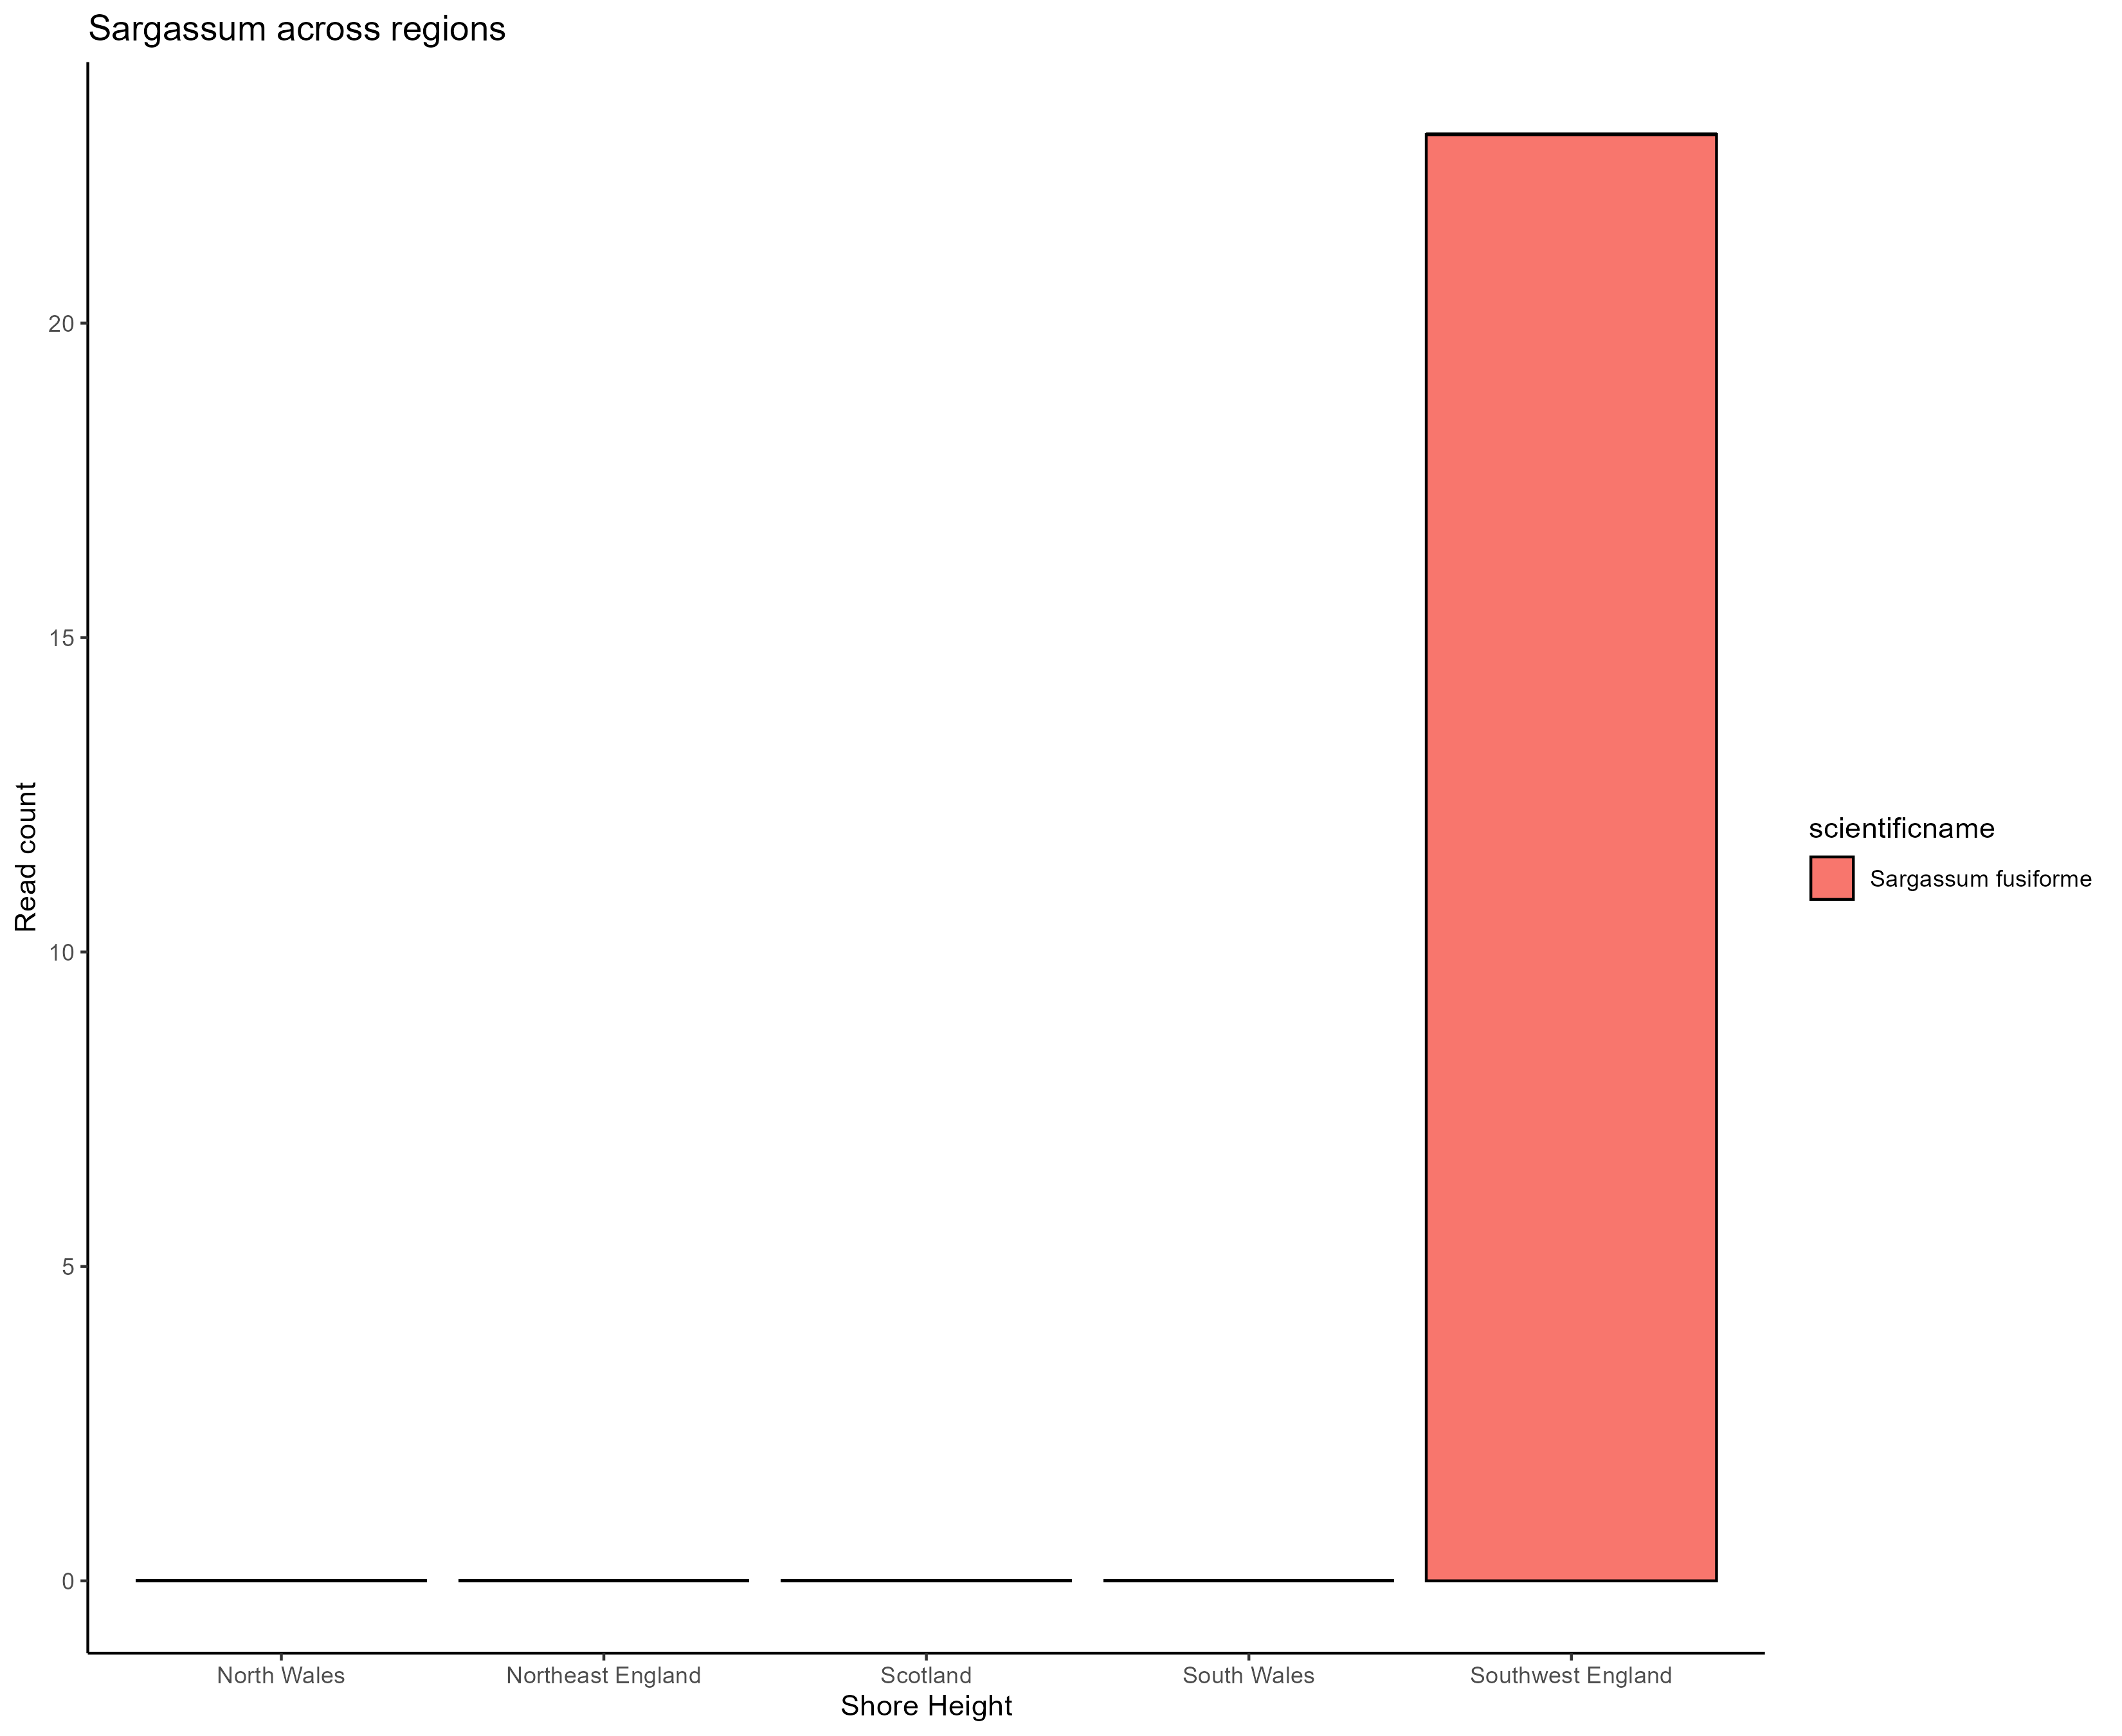 Sargassum across regions
Read count
20
15
10
5
0
North Wales
Northeast England
Scotland
South Wales
Southwest England
Shore Height
scientificname
Sargassum fusiforme